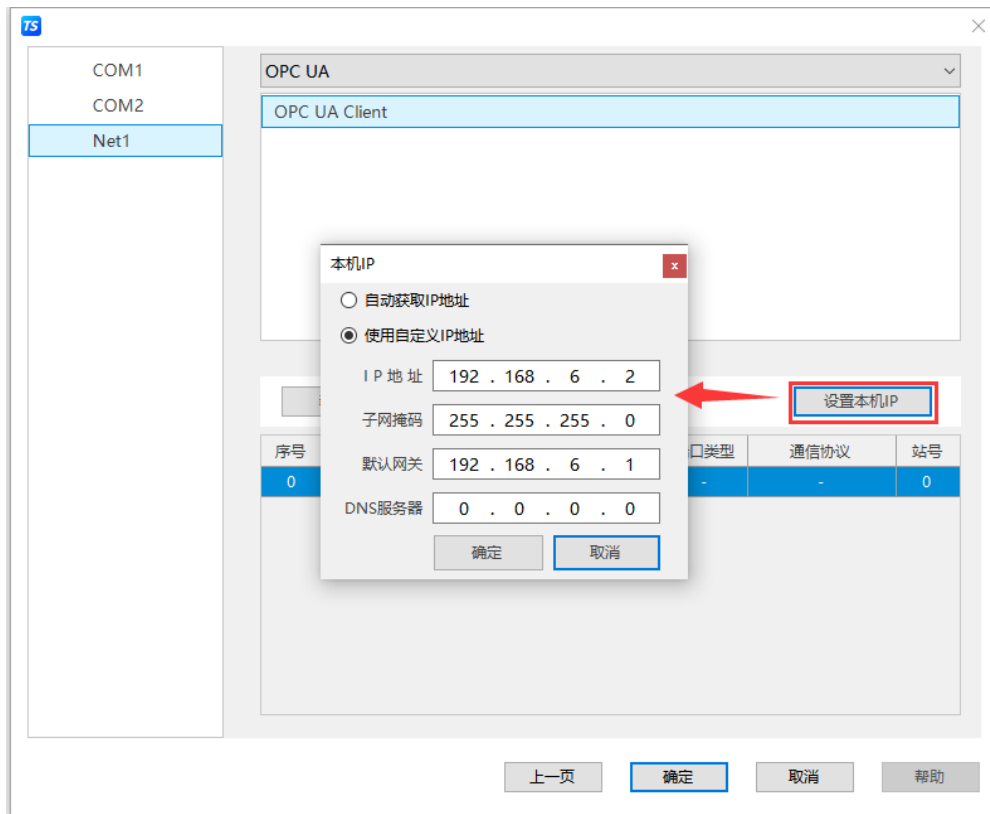 TS
COM1
COM2
Net1
OPC UA
OPC UA Client
本机IP
x
自动获取IP地址
使用自定义IP地址
IP地址 192 . 168 . 6 . 2
子网掩码 255 . 255 . 255 . 0
默认网关 192 . 168 . 6 . 1
DNS服务器 0 . 0 . 0 . 0
确定 取消
设置本机IP
序号 口类型 通信协议 站号
0 - - 0
上一页 确定 取消 帮助